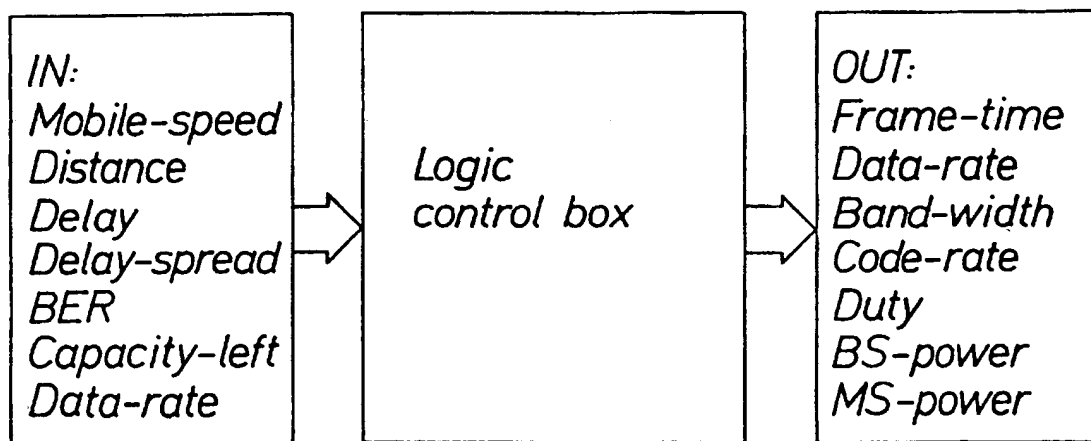 IN:
Mobile-speed
Distance
Delay
Delay-spread
BER
Capacity-left
Data-rate
Logic
control box
OUT:
Frame-time
Data-rate
Band-width
Code-rate
Duty
BS-power
MS-power